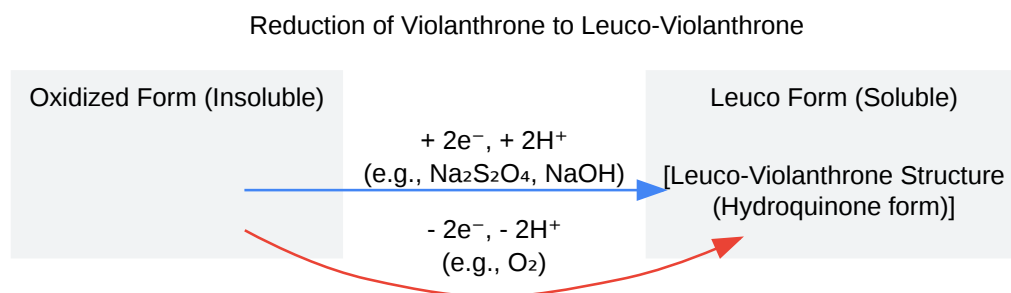 Reduction of Violanthrone to Leuco-Violanthrone
Oxidized Form (Insoluble)
Leuco Form (Soluble)
+ 2e⁻, + 2H⁺
(e.g., Na₂S₂O₄, NaOH)
[Leuco-Violanthrone Structure
(Hydroquinone form)]
- 2e⁻, - 2H⁺
(e.g., O₂)